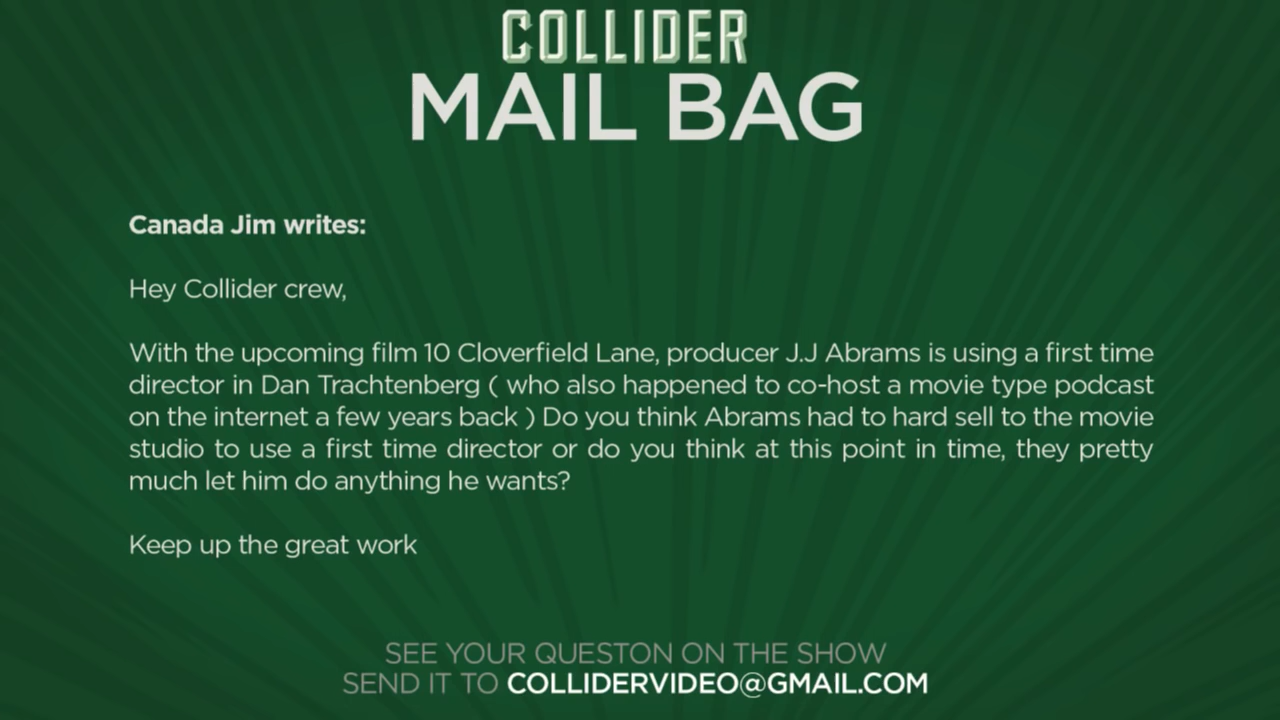 COLLIDER
MAIL BAG
Canada Jim writes:
Hey Collider crew,
With the upcoming film 10 Cloverfield Lane, producer J.J Abrams is using a first time
director in Dan Trachtenberg ( who also happened to co-host a movie type podcast
on the internet a few years back ) Do you think Abrams had to hard sell to the movie
studio to use a first time director or do you think at this point in time, they pretty
much let him do anything he wants?
Keep up the great work
SEE YOUR QUESTON ON THE SHOW
SEND IT TO COLLIDERVIDEO@GMAIL.COM